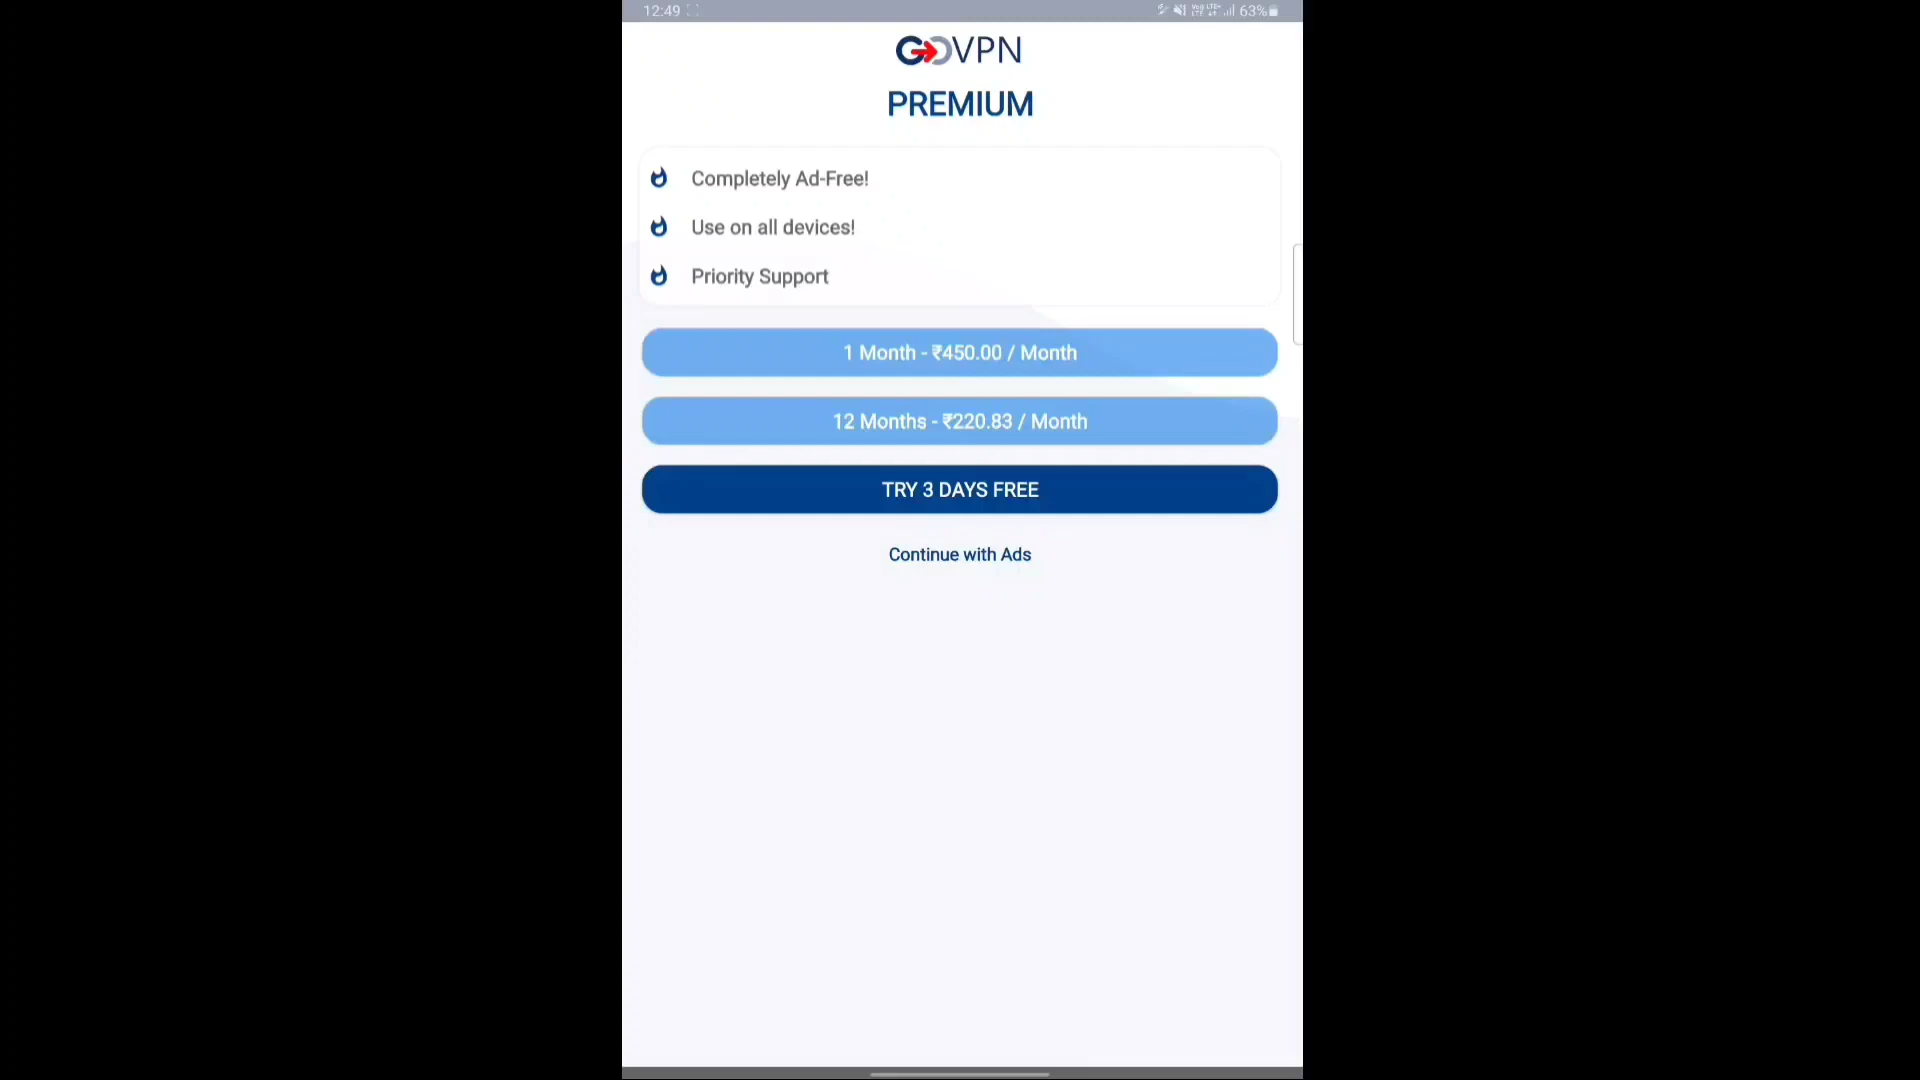 12:49
63%
GOVPN
PREMIUM
Completely Ad-Free!
Use on all devices!
Priority Support
1 Month - ₹450.00 / Month
12 Months - ₹220.83 / Month
TRY 3 DAYS FREE
Continue with Ads